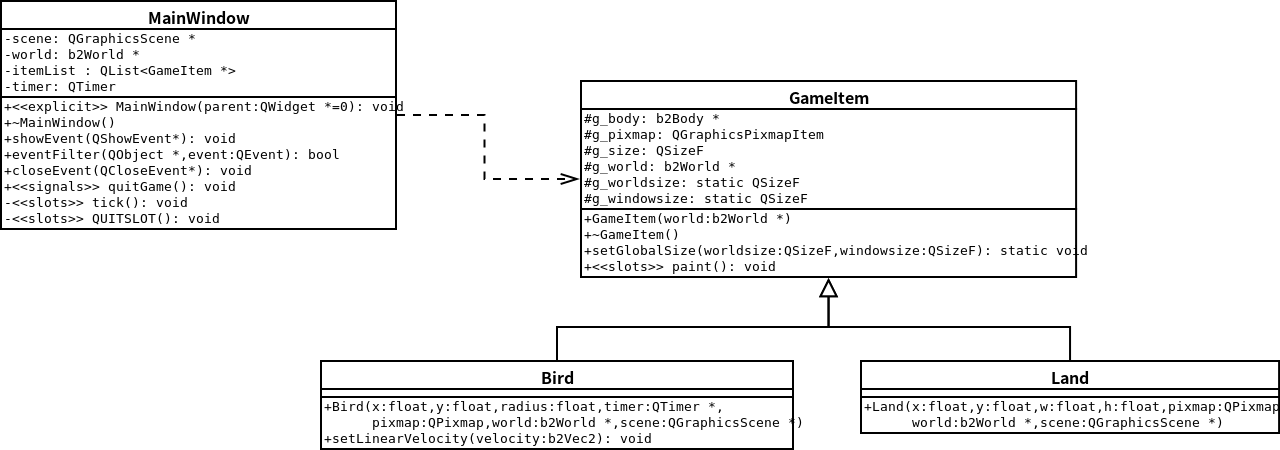 MainWindow
-scene: QGraphicsScene *
-world: b2World *
-itemList : QList<GameItem *>
-timer: QTimer
+<<explicit>> MainWindow(parent:QWidget *=0): void
+~MainWindow()
+showEvent(QShowEvent*): void
+eventFilter(QObject *,event:QEvent): bool
+closeEvent(QCloseEvent*): void
+<<signals>> quitGame(): void
-<<slots>> tick(): void
-<<slots>> QUITSLOT(): void
GameItem
#g_body: b2Body *
#g_pixmap: QGraphicsPixmapItem
#g_size: QSizeF
#g_world: b2World *
#g_worldsize: static QSizeF
#g_windowsize: static QSizeF
+GameItem(world:b2World *)
+~GameItem()
+setGlobalSize(worldsize:QSizeF,windowsize:QSizeF): static void
+<<slots>> paint(): void
Bird
+Bird(x:float,y:float,radius:float,timer:QTimer *,
pixmap:QPixmap,world:b2World *,scene:QGraphicsScene *)
+setLinearVelocity(velocity:b2Vec2): void
Land
+Land(x:float,y:float,w:float,h:float,pixmap:QPixmap
world:b2World *,scene:QGraphicsScene *)